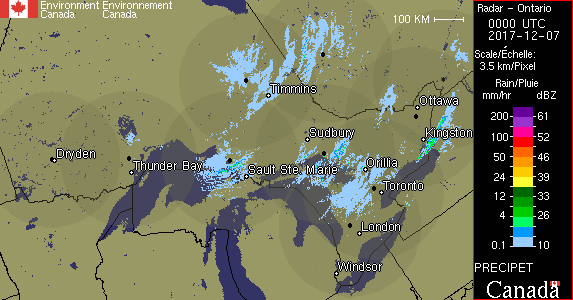 Environment Environnement
Canada Canada
100 KM
Radar - Ontario
0000 UTC
2017-12-07
Scale/Échelle:
3.5 km/Pixel
Rain/Pluie
mm/hr dBZ
200 61
100 52
50 46
24 39
12 33
4 26
1 20
0.1 10
PRECIPET
Canada
Timmins
Ottawa
Kingston
Sudbury
Dryden
Thunder Bay
Sault Ste. Marie
Orillia
Toronto
London
Windsor